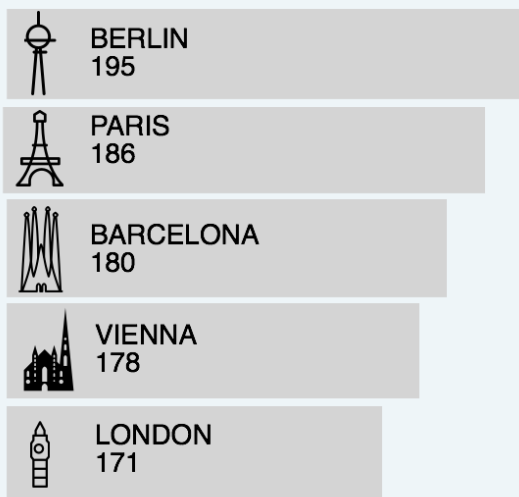 BERLIN
195
PARIS
186
BARCELONA
180
VIENNA
178
LONDON
171